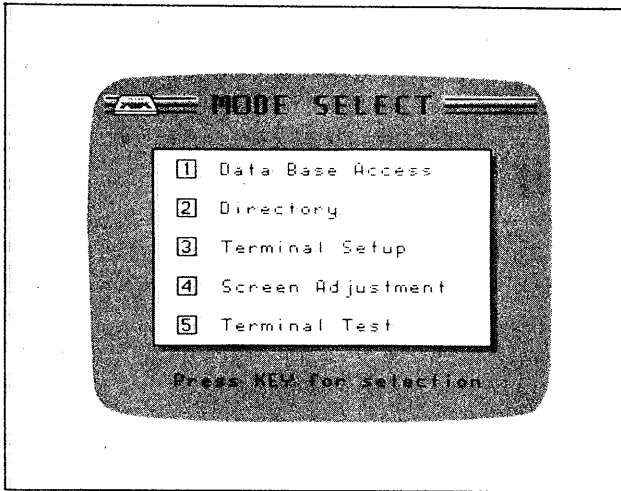 MODE SELECT
1 Data Base Access
2 Directory
3 Terminal Setup
4 Screen Adjustment
5 Terminal Test
Press KEY for selection